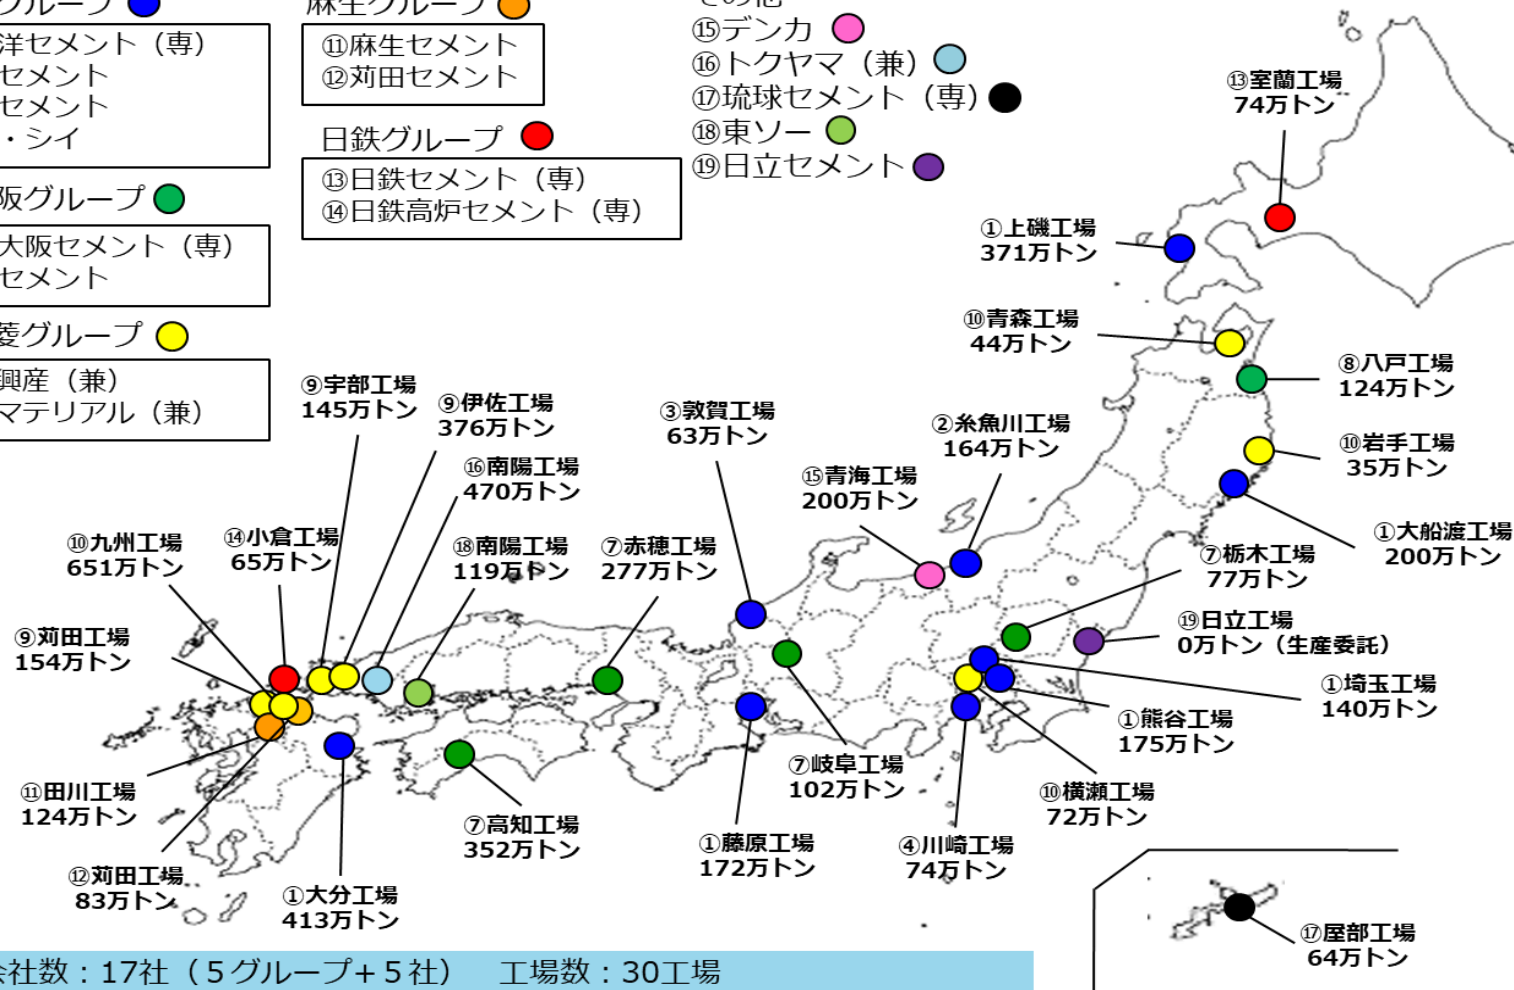 グループ
洋セメント（専）
セメント
セメント
・シイ
阪グループ
大阪セメント（専）
セメント
菱グループ
興産（兼）
マテリアル（兼）
麻生グループ
⑪麻生セメント
⑫苅田セメント
日鉄グループ
⑬日鉄セメント（専）
⑭日鉄高炉セメント（専）
その他
⑮デンカ
⑯トクヤマ（兼）
⑰琉球セメント（専）
⑱東ソー
⑲日立セメント
⑬室蘭工場
74万トン
①上磯工場
371万トン
⑩青森工場
44万トン
⑧八戸工場
124万トン
⑩岩手工場
35万トン
①大船渡工場
200万トン
⑨宇部工場
145万トン
⑨伊佐工場
376万トン
⑯南陽工場
470万トン
③敦賀工場
63万トン
②糸魚川工場
164万トン
⑮青海工場
200万トン
⑩九州工場
651万トン
⑭小倉工場
65万トン
⑱南陽工場
119万トン
⑦赤穂工場
277万トン
⑦栃木工場
77万トン
⑨苅田工場
154万トン
⑲日立工場
0万トン（生産委託）
①埼玉工場
140万トン
①熊谷工場
175万トン
⑪田川工場
124万トン
⑦高知工場
352万トン
⑦岐阜工場
102万トン
⑩横瀬工場
72万トン
⑫苅田工場
83万トン
①大分工場
413万トン
①藤原工場
172万トン
④川崎工場
74万トン
⑰屋部工場
64万トン
会社数：17社（５グループ+５社）　工場数：30工場